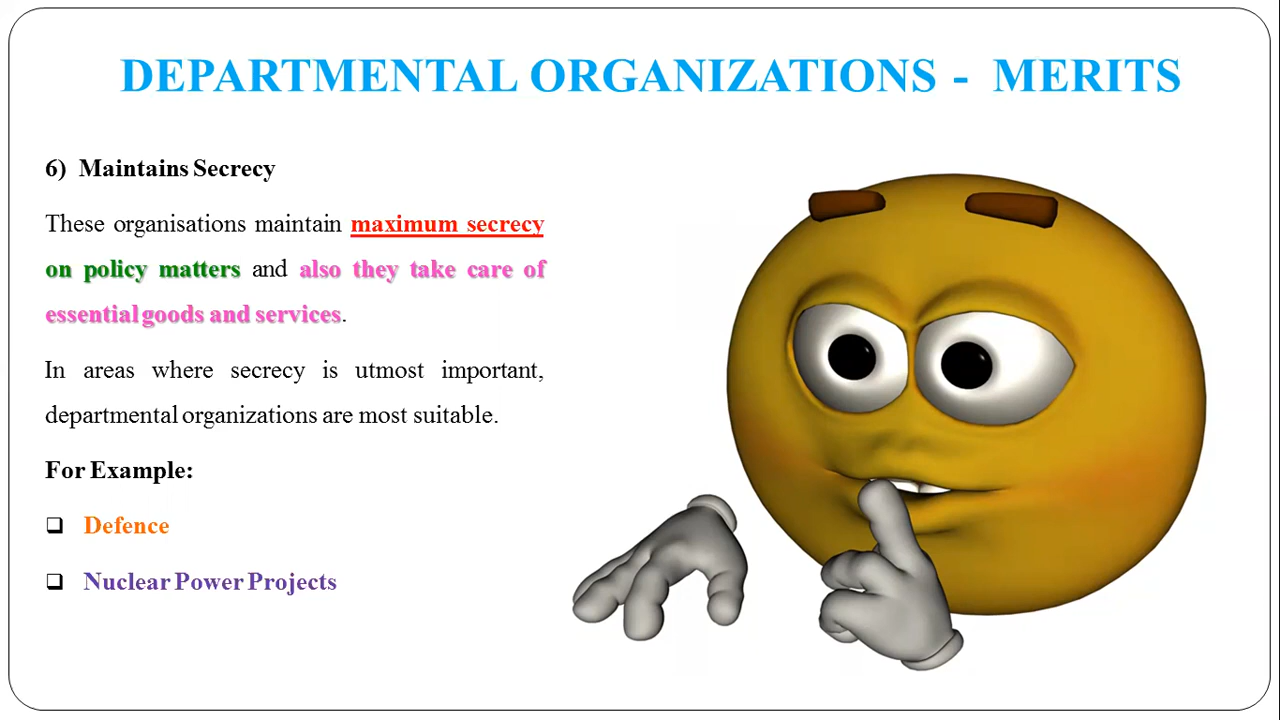 DEPARTMENTAL ORGANIZATIONS - MERITS
6) Maintains Secrecy
These organisations maintain maximum secrecy
on policy matters and also they take care of
essential goods and services.
In areas where secrecy is utmost important,
departmental organizations are most suitable.
For Example:
❑ Defence
❑ Nuclear Power Projects